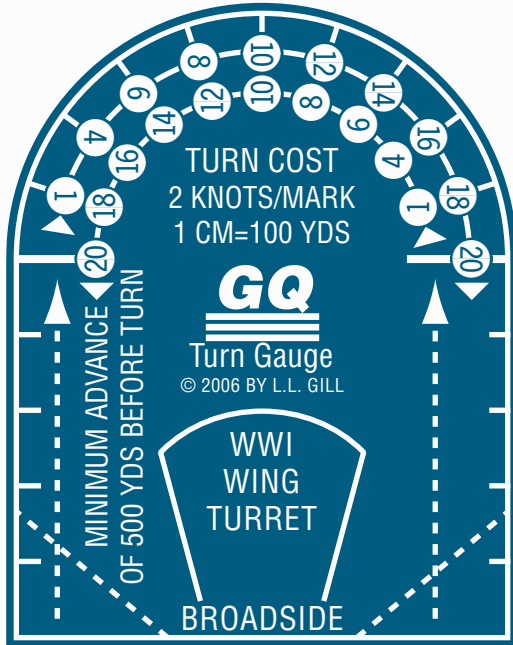 1 4 6 8 10 12 14 16 18 20
20 18 16 14 12 10 8 6 4 1
TURN COST
2 KNOTS/MARK
1 CM=100 YDS
GQ
Turn Gauge
© 2006 BY L.L. GILL
MINIMUM ADVANCE
OF 500 YDS BEFORE TURN
WWI
WING
TURRET
BROADSIDE